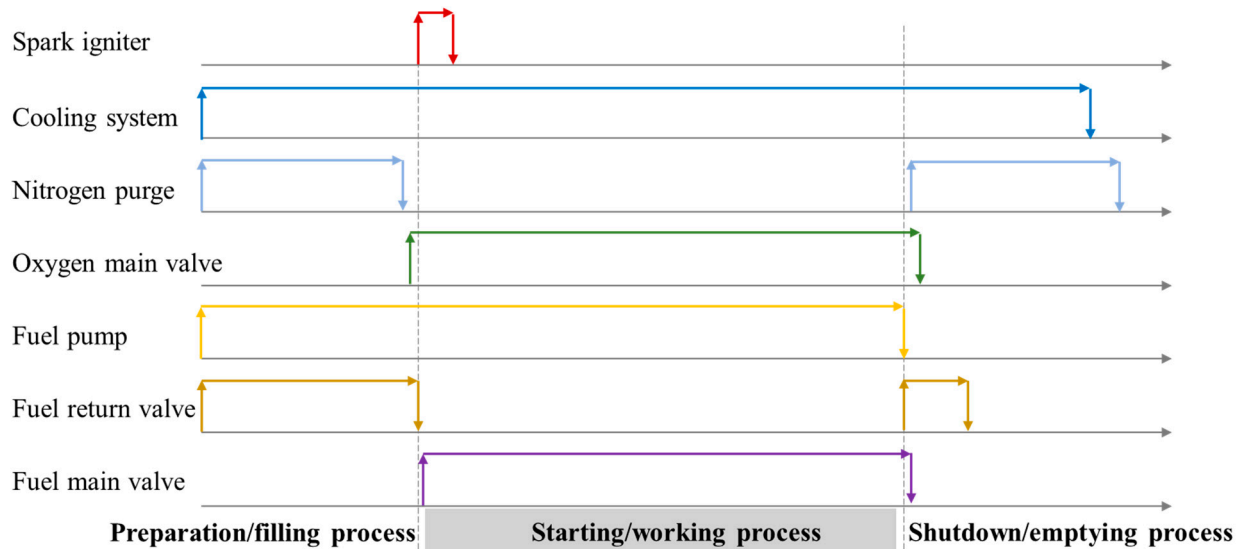 Spark igniter
Cooling system
Nitrogen purge
Oxygen main valve
Fuel pump
Fuel return valve
Fuel main valve
Preparation/filling process
Starting/working process
Shutdown/emptying process